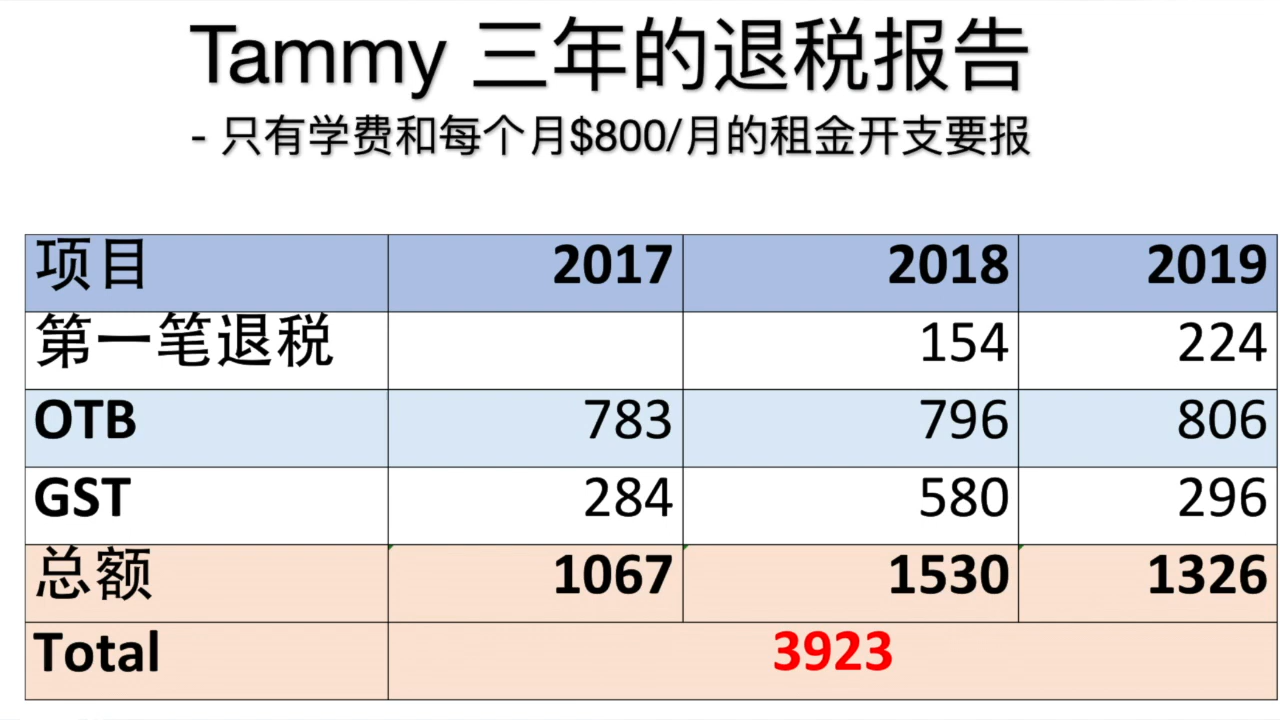 Tammy 三年的退税报告
- 只有学费和每个月$800/月的租金开支要报
项目 2017 2018 2019
第一笔退税 154 224
OTB 783 796 806
GST 284 580 296
总额 1067 1530 1326
Total 3923